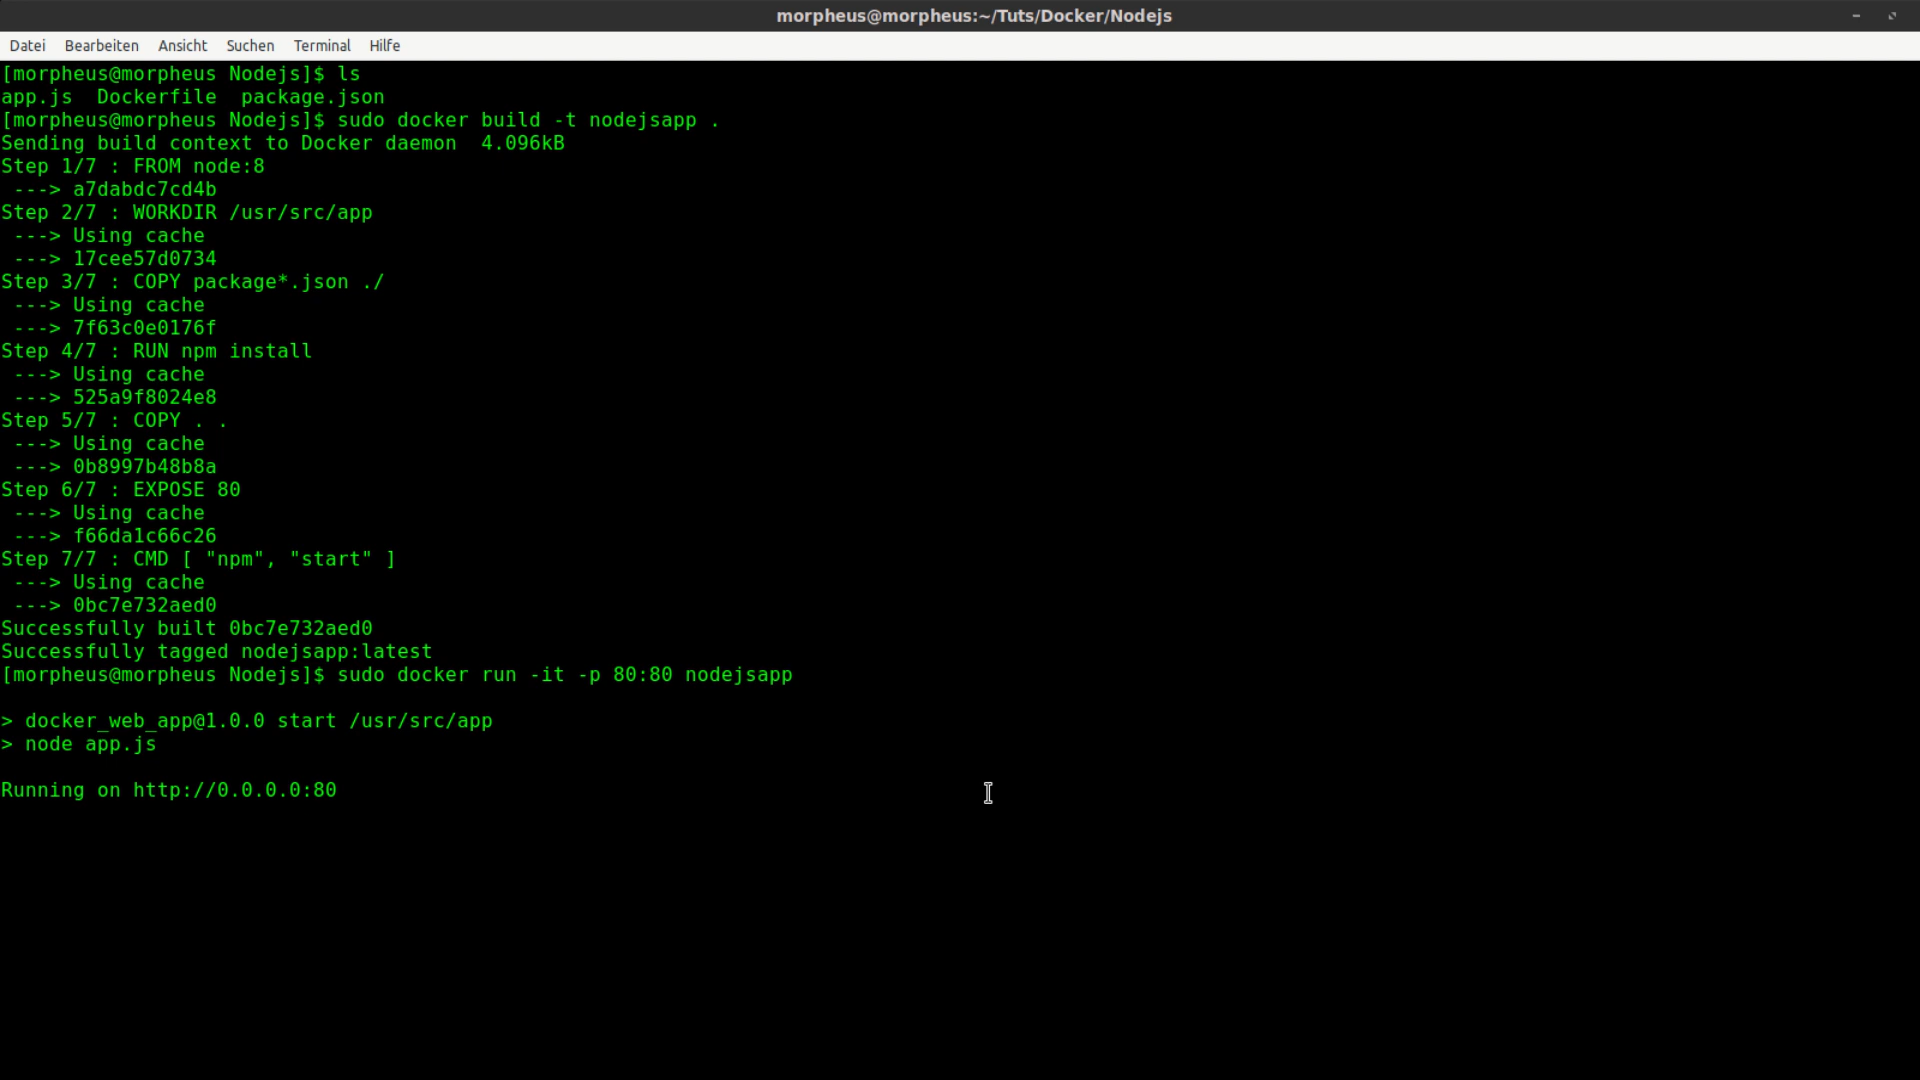 morpheus@morpheus:~/Tuts/Docker/Nodejs
Datei Bearbeiten Ansicht Suchen Terminal Hilfe
[morpheus@morpheus Nodejs]$ ls
app.js  Dockerfile  package.json
[morpheus@morpheus Nodejs]$ sudo docker build -t nodejsapp .
Sending build context to Docker daemon  4.096kB
Step 1/7 : FROM node:8
 ---> a7dabdc7cd4b
Step 2/7 : WORKDIR /usr/src/app
 ---> Using cache
 ---> 17cee57d0734
Step 3/7 : COPY package*.json ./
 ---> Using cache
 ---> 7f63c0e0176f
Step 4/7 : RUN npm install
 ---> Using cache
 ---> 525a9f8024e8
Step 5/7 : COPY . .
 ---> Using cache
 ---> 0b8997b48b8a
Step 6/7 : EXPOSE 80
 ---> Using cache
 ---> f66da1c66c26
Step 7/7 : CMD [ "npm", "start" ]
 ---> Using cache
 ---> 0bc7e732aed0
Successfully built 0bc7e732aed0
Successfully tagged nodejsapp:latest
[morpheus@morpheus Nodejs]$ sudo docker run -it -p 80:80 nodejsapp
> docker_web_app@1.0.0 start /usr/src/app
> node app.js
Running on http://0.0.0.0:80